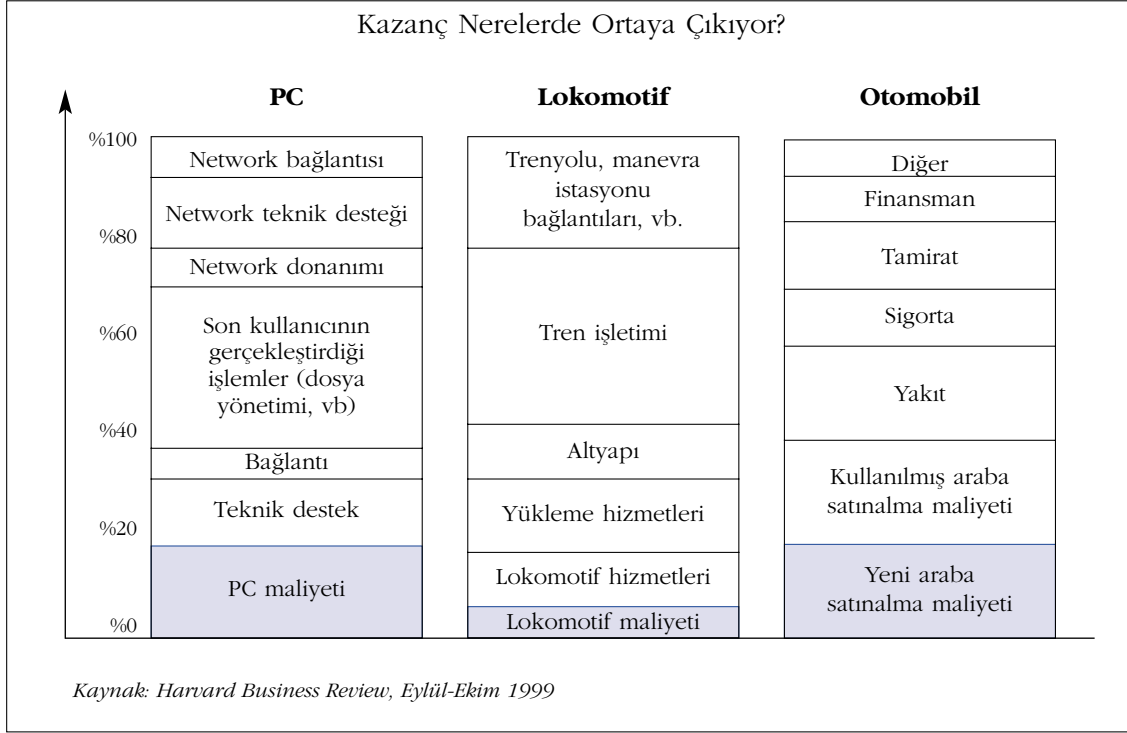 Kazanç Nerelerde Ortaya Çıkıyor?
PC
Lokomotif
Otomobil
%100
%80
%60
%40
%20
%0
Network bağlantısı
Network teknik desteği
Network donanımı
Son kullanıcının
gerçekleştirdiği
işlemler (dosya
yönetimi, vb)
Bağlantı
Teknik destek
PC maliyeti
Trenyolu, manevra
istasyonu
bağlantıları, vb.
Tren işletimi
Altyapı
Yükleme hizmetleri
Lokomotif hizmetleri
Lokomotif maliyeti
Diğer
Finansman
Tamirat
Sigorta
Yakıt
Kullanılmış araba
satınalma maliyeti
Yeni araba
satınalma maliyeti
Kaynak: Harvard Business Review, Eylül-Ekim 1999